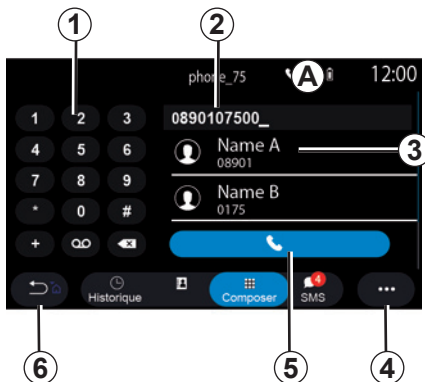 1 2
phone_75 A 12:00
1 2 3 0890107500_
4 5 6 Name A 3
08901
7 8 9 Name B
* 0 # 0175
+
Historique Composer SMS 4
6 5 4